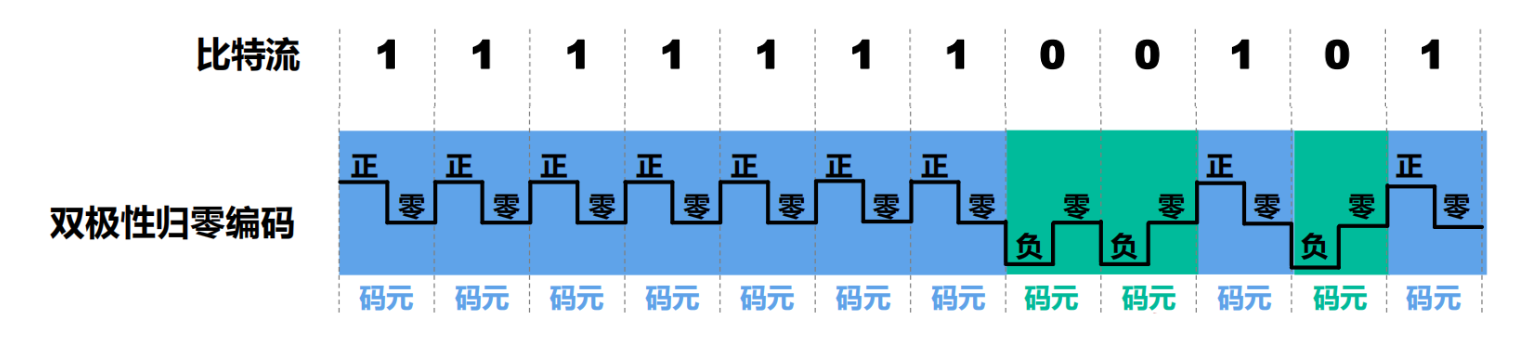 比特流 1 1 1 1 1 1 1 0 0 1 0 1
正 正 正 正 正 正 正 正 正
零 零 零 零 零 零 零 零 零 零 零 零
双极性归零编码
负 负 负
码元 码元 码元 码元 码元 码元 码元 码元 码元 码元 码元 码元